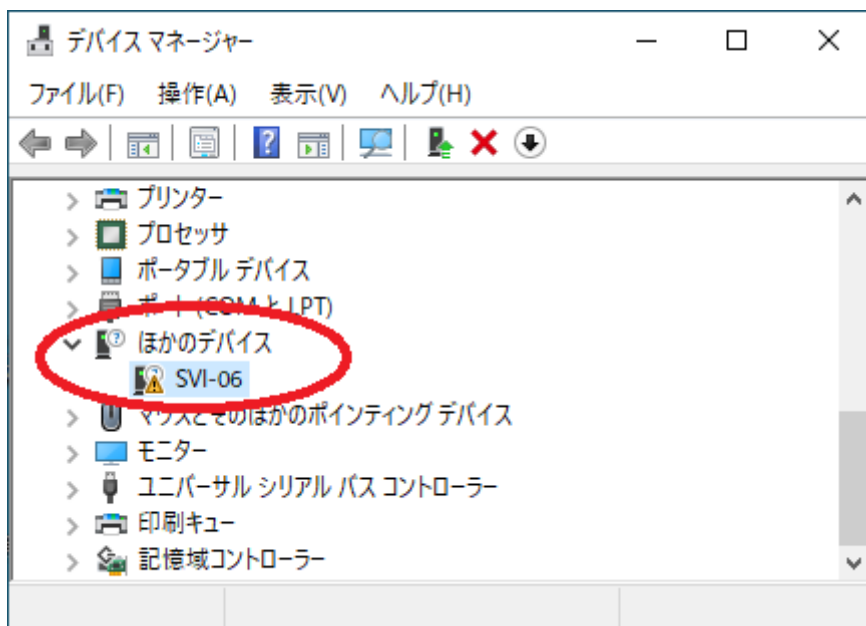 デバイス マネージャー
ファイル(F) 操作(A) 表示(V) ヘルプ(H)
プリンター
プロセッサ
ポータブル デバイス
ポート (COM と LPT)
ほかのデバイス
SVI-06
マウスとそのほかのポインティング デバイス
モニター
ユニバーサル シリアル バス コントローラー
印刷キュー
記憶域コントローラー